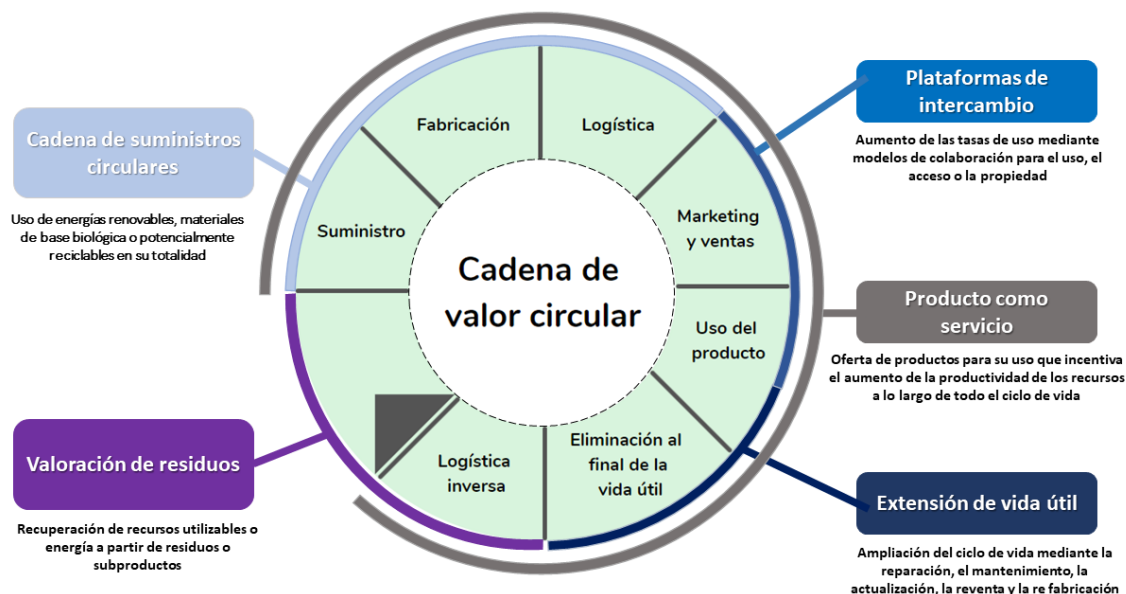 Cadena de suministros
circulares
Uso de energías renovables, materiales
de base biológica o potencialmente
reciclables en su totalidad
Valoración de residuos
Recuperación de recursos utilizables o
energía a partir de residuos o
subproductos
Fabricación
Logística
Suministro
Marketing
y ventas
Cadena de
valor circular
Uso del
producto
Eliminación al
final de la
vida útil
Logística
inversa
Plataformas de
intercambio
Aumento de las tasas de uso mediante
modelos de colaboración para el uso, el
acceso o la propiedad
Producto como
servicio
Oferta de productos para su uso que incentiva
el aumento de la productividad de los recursos
a lo largo de todo el ciclo de vida
Extensión de vida útil
Ampliación del ciclo de vida mediante la
reparación, el mantenimiento, la
actualización, la reventa y la re fabricación